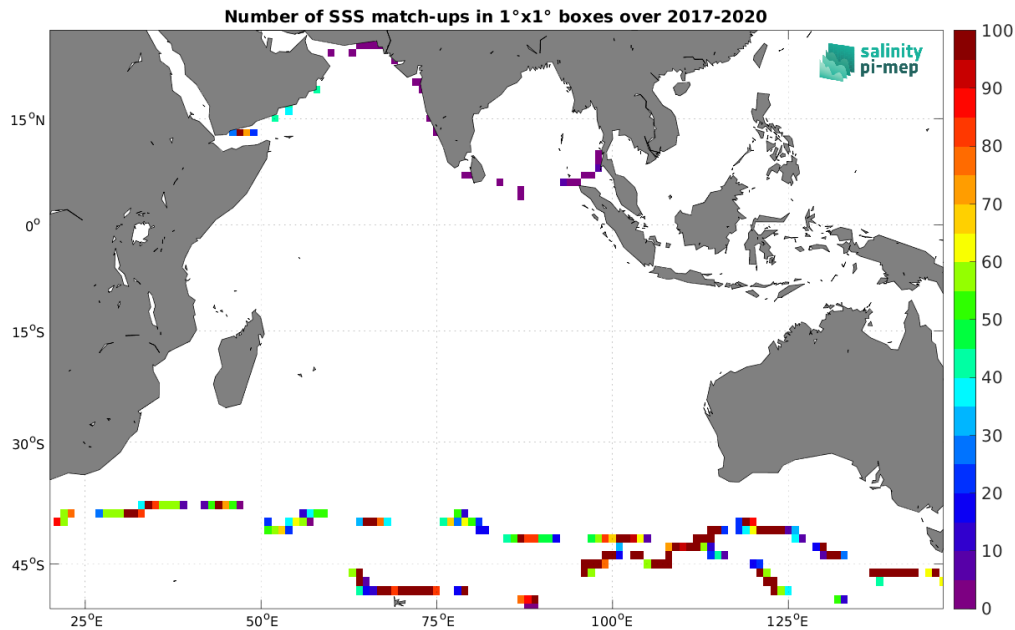 Number of SSS match-ups in 1°x1° boxes over 2017-2020
salinity
pi-mep
15°N
0°
15°S
30°S
45°S
25°E
50°E
75°E
100°E
125°E
100
90
80
70
60
50
40
30
20
10
0